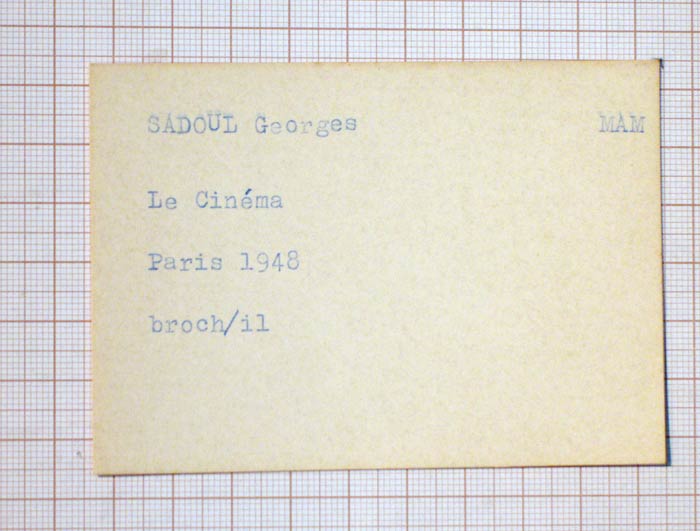 SADOUL Georges MAM
Le Cinéma
Paris 1948
broch/il